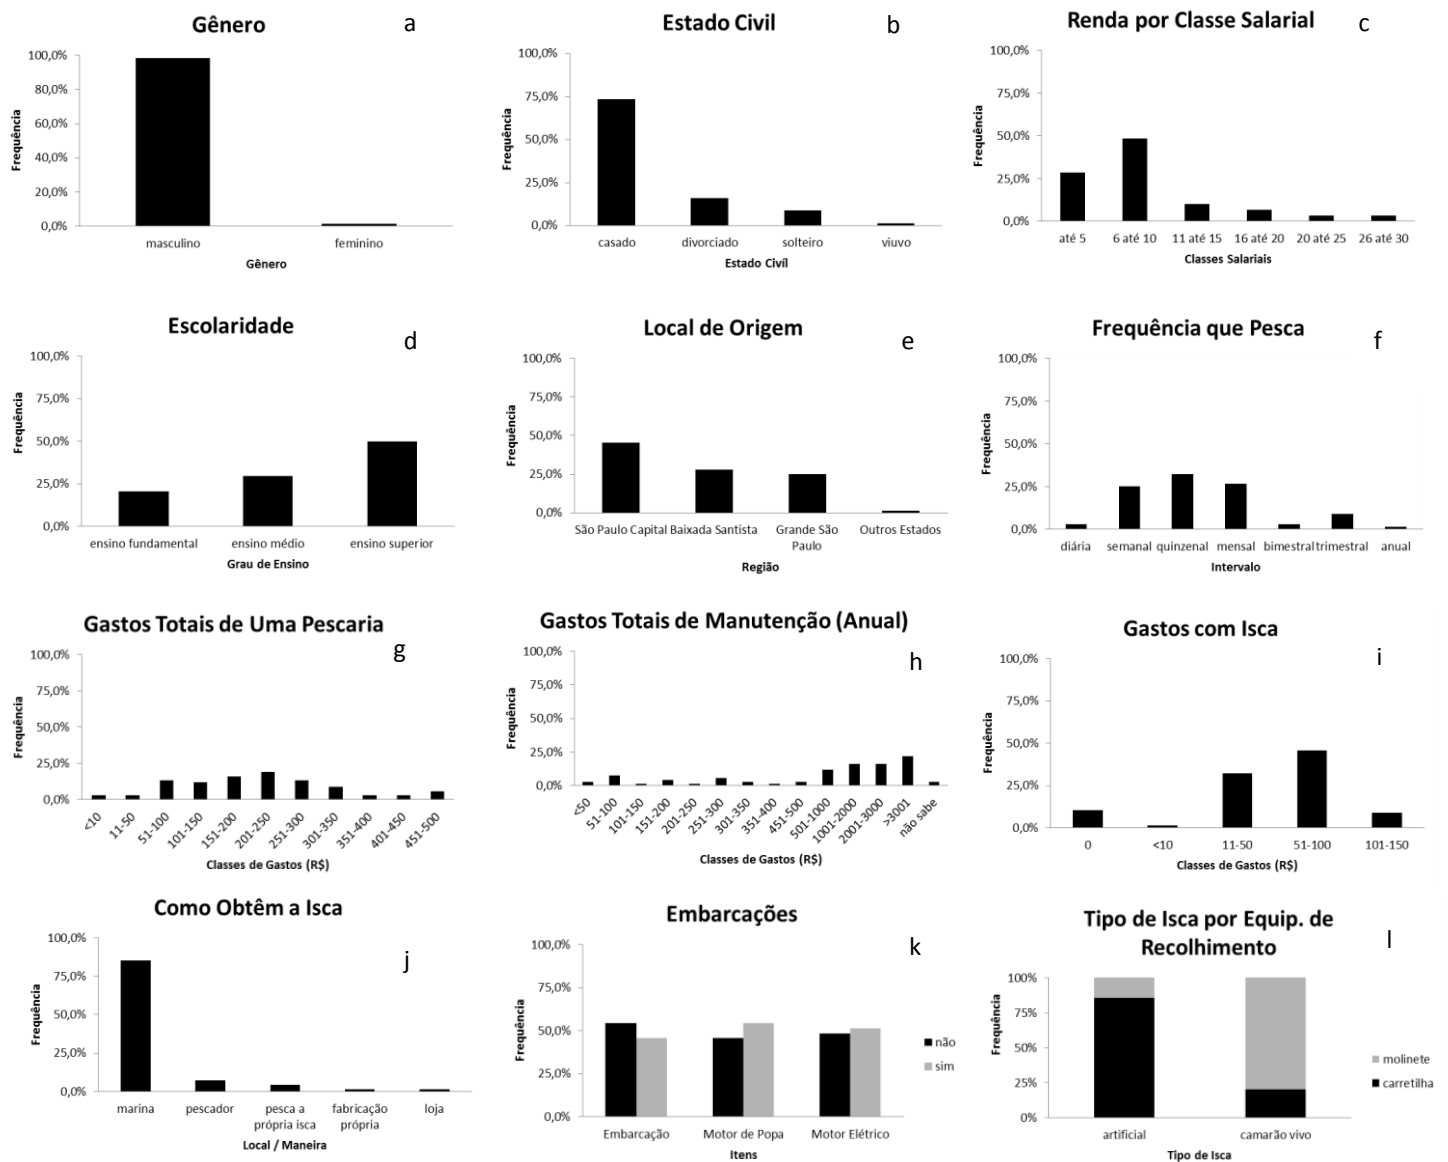 Gênero
a
100,0%
80,0%
60,0%
40,0%
20,0%
0,0%
Frequência
masculino
feminino
Gênero
Estado Civil
b
100,0%
75,0%
50,0%
25,0%
0,0%
Frequência
casado
divorciado
solteiro
viuvo
Estado Civíl
Renda por Classe Salarial
c
100,0%
75,0%
50,0%
25,0%
0,0%
Frequência
até 5
6 até 10
11 até 15
16 até 20
20 até 25
26 até 30
Classes Salariais
Escolaridade
d
100,0%
75,0%
50,0%
25,0%
0,0%
Frequência
ensino fundamental
ensino médio
ensino superior
Grau de Ensino
Local de Origem
e
100,0%
75,0%
50,0%
25,0%
0,0%
Frequência
São Paulo Capital
Baixada Santista
Grande São
Paulo
Outros Estados
Região
Frequência que Pesca
f
100,0%
75,0%
50,0%
25,0%
0,0%
Frequência
diária
semanal
quinzenal
mensal
bimestral
trimestral
anual
Intervalo
Gastos Totais de Uma Pescaria
g
100,0%
75,0%
50,0%
25,0%
0,0%
Frequência
<10
11-50
51-100
101-150
151-200
201-250
251-300
301-350
351-400
401-450
451-500
Classes de Gastos (R$)
Gastos Totais de Manutenção (Anual)
h
100,0%
75,0%
50,0%
25,0%
0,0%
Frequência
<50
51-100
101-150
151-200
201-250
251-300
301-350
351-400
451-500
501-1000
1001-2000
2001-3000
>3001
não sabe
Classes de Gastos (R$)
Gastos com Isca
i
100,0%
75,0%
50,0%
25,0%
0,0%
Frequência
0
<10
11-50
51-100
101-150
Classes de Gastos (R$)
Como Obtêm a Isca
j
100,0%
75,0%
50,0%
25,0%
0,0%
Frequência
marina
pescador
pesca a
própria isca
fabricação
própria
loja
Local / Maneira
Embarcações
k
100,0%
75,0%
50,0%
25,0%
0,0%
Frequência
não
sim
Embarcação
Motor de Popa
Motor Elétrico
Itens
Tipo de Isca por Equip. de
Recolhimento
l
100%
75%
50%
25%
0%
Frequência
molinete
carretilha
artificial
camarão vivo
Tipo de Isca